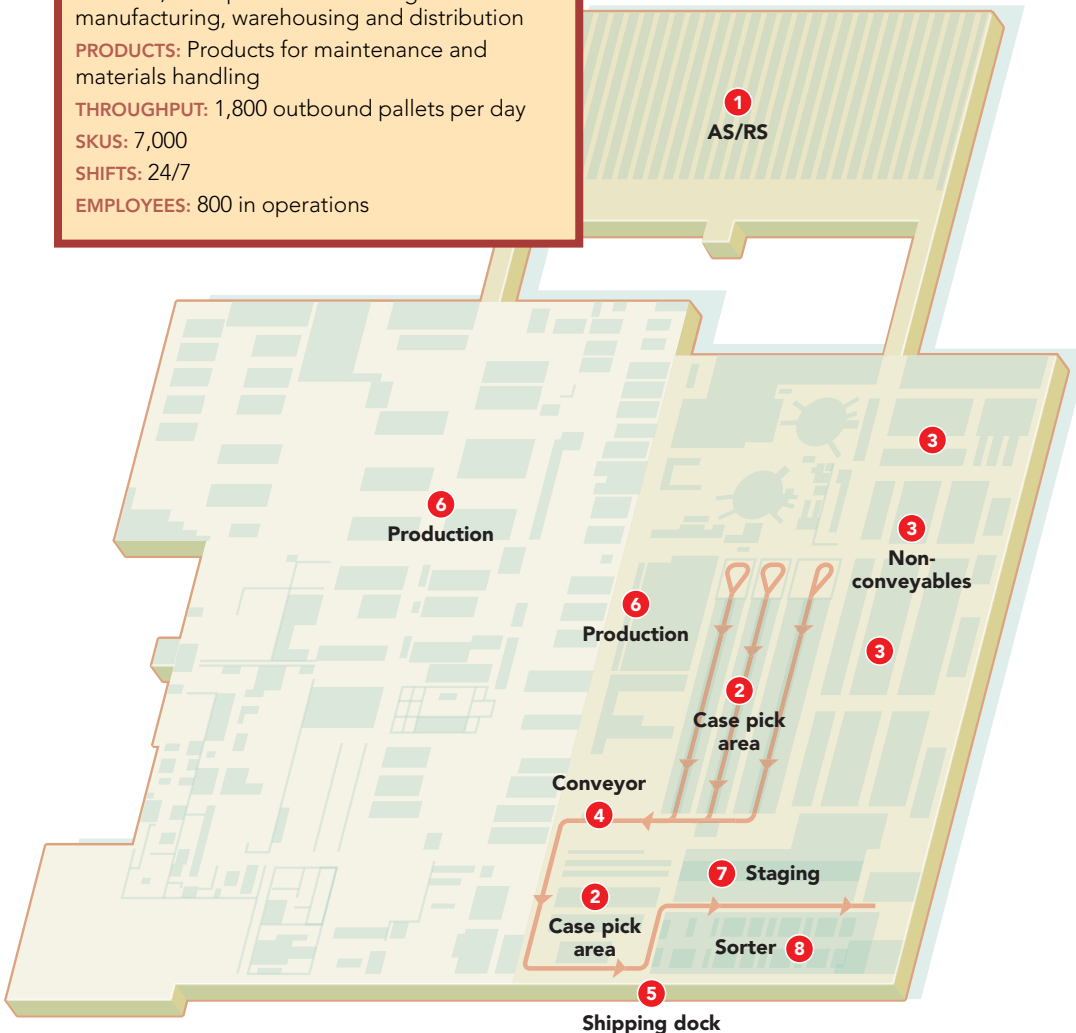 manufacturing, warehousing and distribution
PRODUCTS: Products for maintenance and
materials handling
THROUGHPUT: 1,800 outbound pallets per day
SKUS: 7,000
SHIFTS: 24/7
EMPLOYEES: 800 in operations
1
AS/RS
3
6
Production
3
Non-
conveyables
6
Production
3
2
Case pick
area
Conveyor
4
7 Staging
2
Case pick
area
Sorter 8
5
Shipping dock